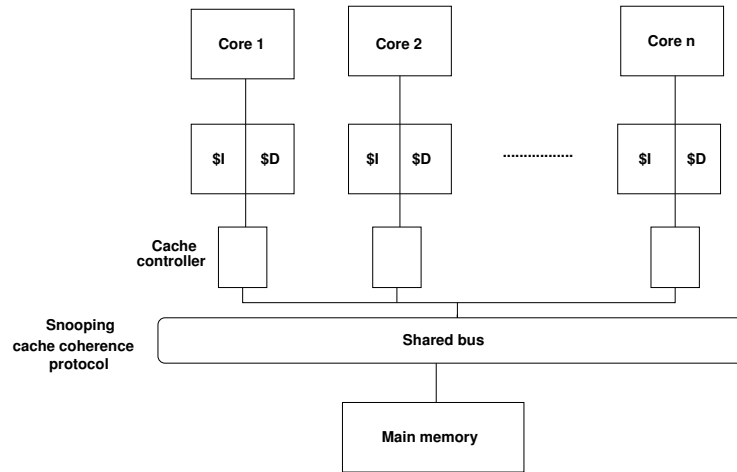 Core 1
Core 2
Core n
$I $D
$I $D
................
$I $D
Cache
controller
Snooping
cache coherence
protocol
Shared bus
Main memory